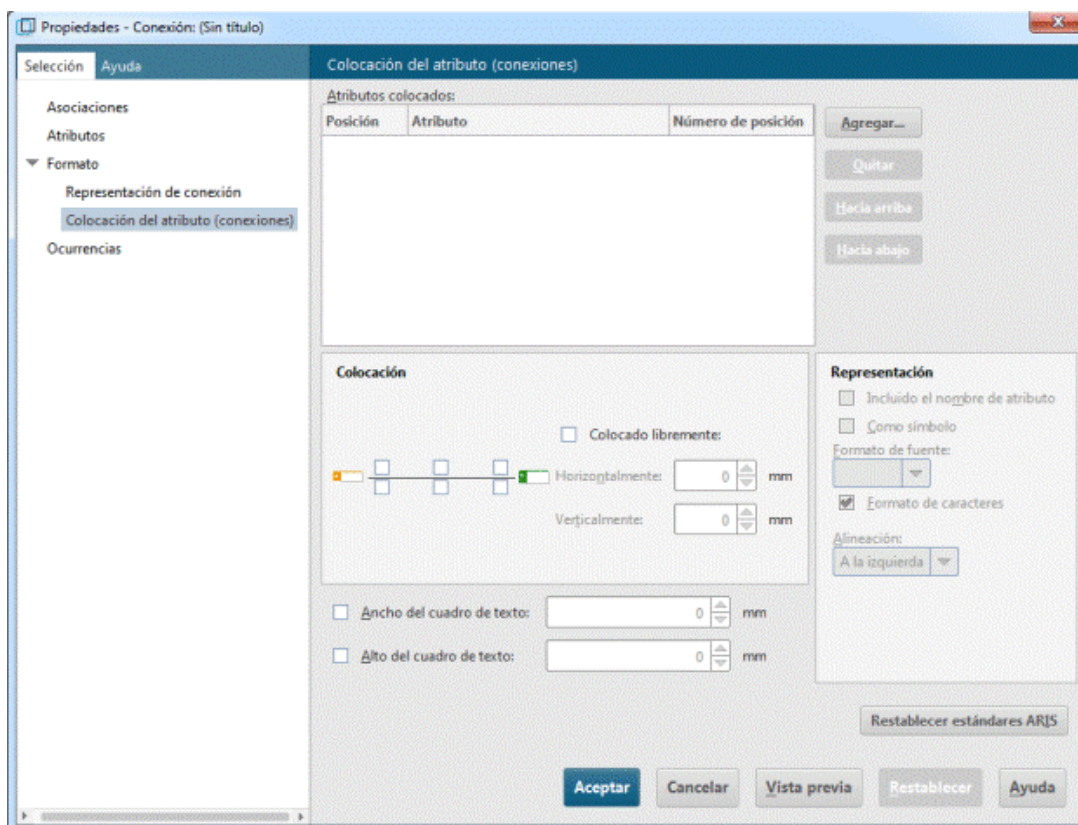 Propiedades - Conexión: (Sin título)
Selección Ayuda
Asociaciones
Atributos
Formato
Representación de conexión
Colocación del atributo (conexiones)
Ocurrencias
Colocación del atributo (conexiones)
Atributos colocados:
Posición Atributo Número de posición
Agregar...
Quitar
Hacia arriba
Hacia abajo
Colocación
Colocado libremente:
Horizontalmente: 0 mm
Verticalmente: 0 mm
Ancho del cuadro de texto: 0 mm
Alto del cuadro de texto: 0 mm
Representación
Incluido el nombre de atributo
Como símbolo
Formato de fuente:
Formato de caracteres
Alineación:
A la izquierda
Restablecer estándares ARIS
Aceptar Cancelar Vista previa Restablecer Ayuda